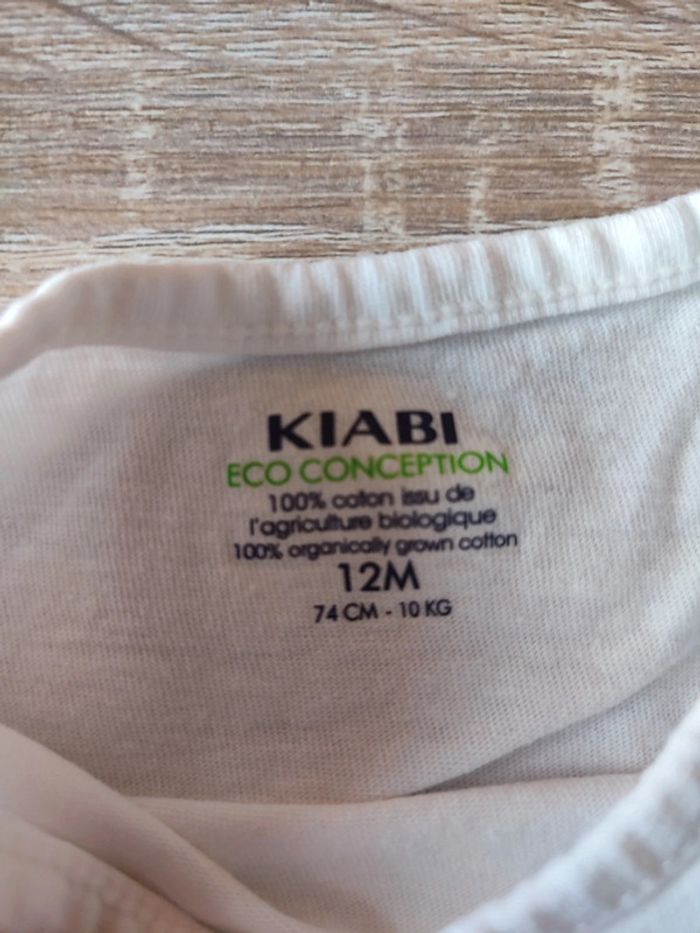 KIABI
ECO CONCEPTION
100% coton issu de
l'agriculture biologique
100% organically grown cotton
12M
74 CM - 10 KG